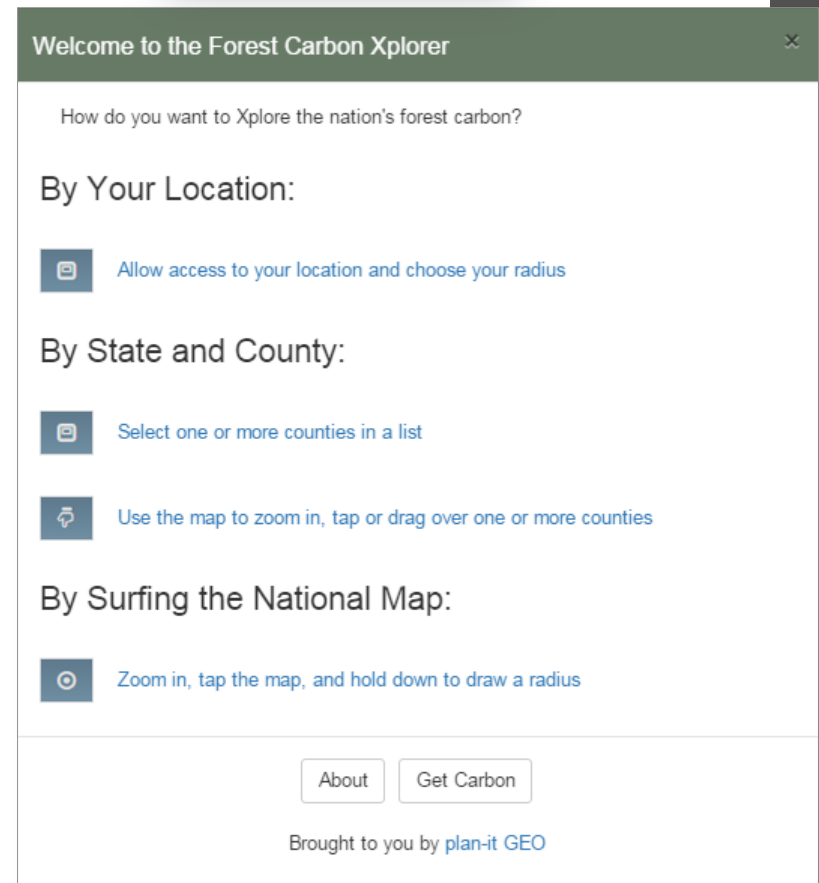 Welcome to the Forest Carbon Xplorer
×
How do you want to Xplore the nation's forest carbon?
By Your Location:
Allow access to your location and choose your radius
By State and County:
Select one or more counties in a list
Use the map to zoom in, tap or drag over one or more counties
By Surfing the National Map:
Zoom in, tap the map, and hold down to draw a radius
About Get Carbon
Brought to you by plan-it GEO